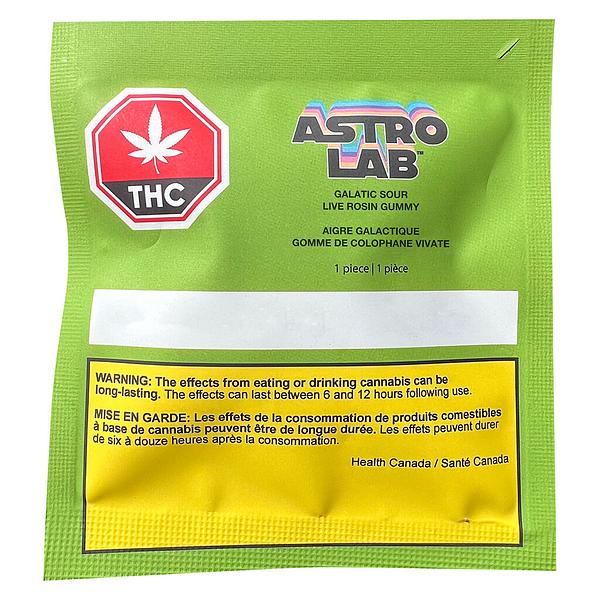 THC
ASTRO
LAB™
GALATIC SOUR
LIVE ROSIN GUMMY
AIGRE GALACTIQUE
GOMME DE COLOPHANE VIVATE
1 piece | 1 pièce
WARNING: The effects from eating or drinking cannabis can be
long-lasting. The effects can last between 6 and 12 hours following use.
MISE EN GARDE: Les effets de la consommation de produits comestibles
à base de cannabis peuvent être de longue durée. Les effets peuvent durer
de six à douze heures après la consommation.
Health Canada / Santé Canada